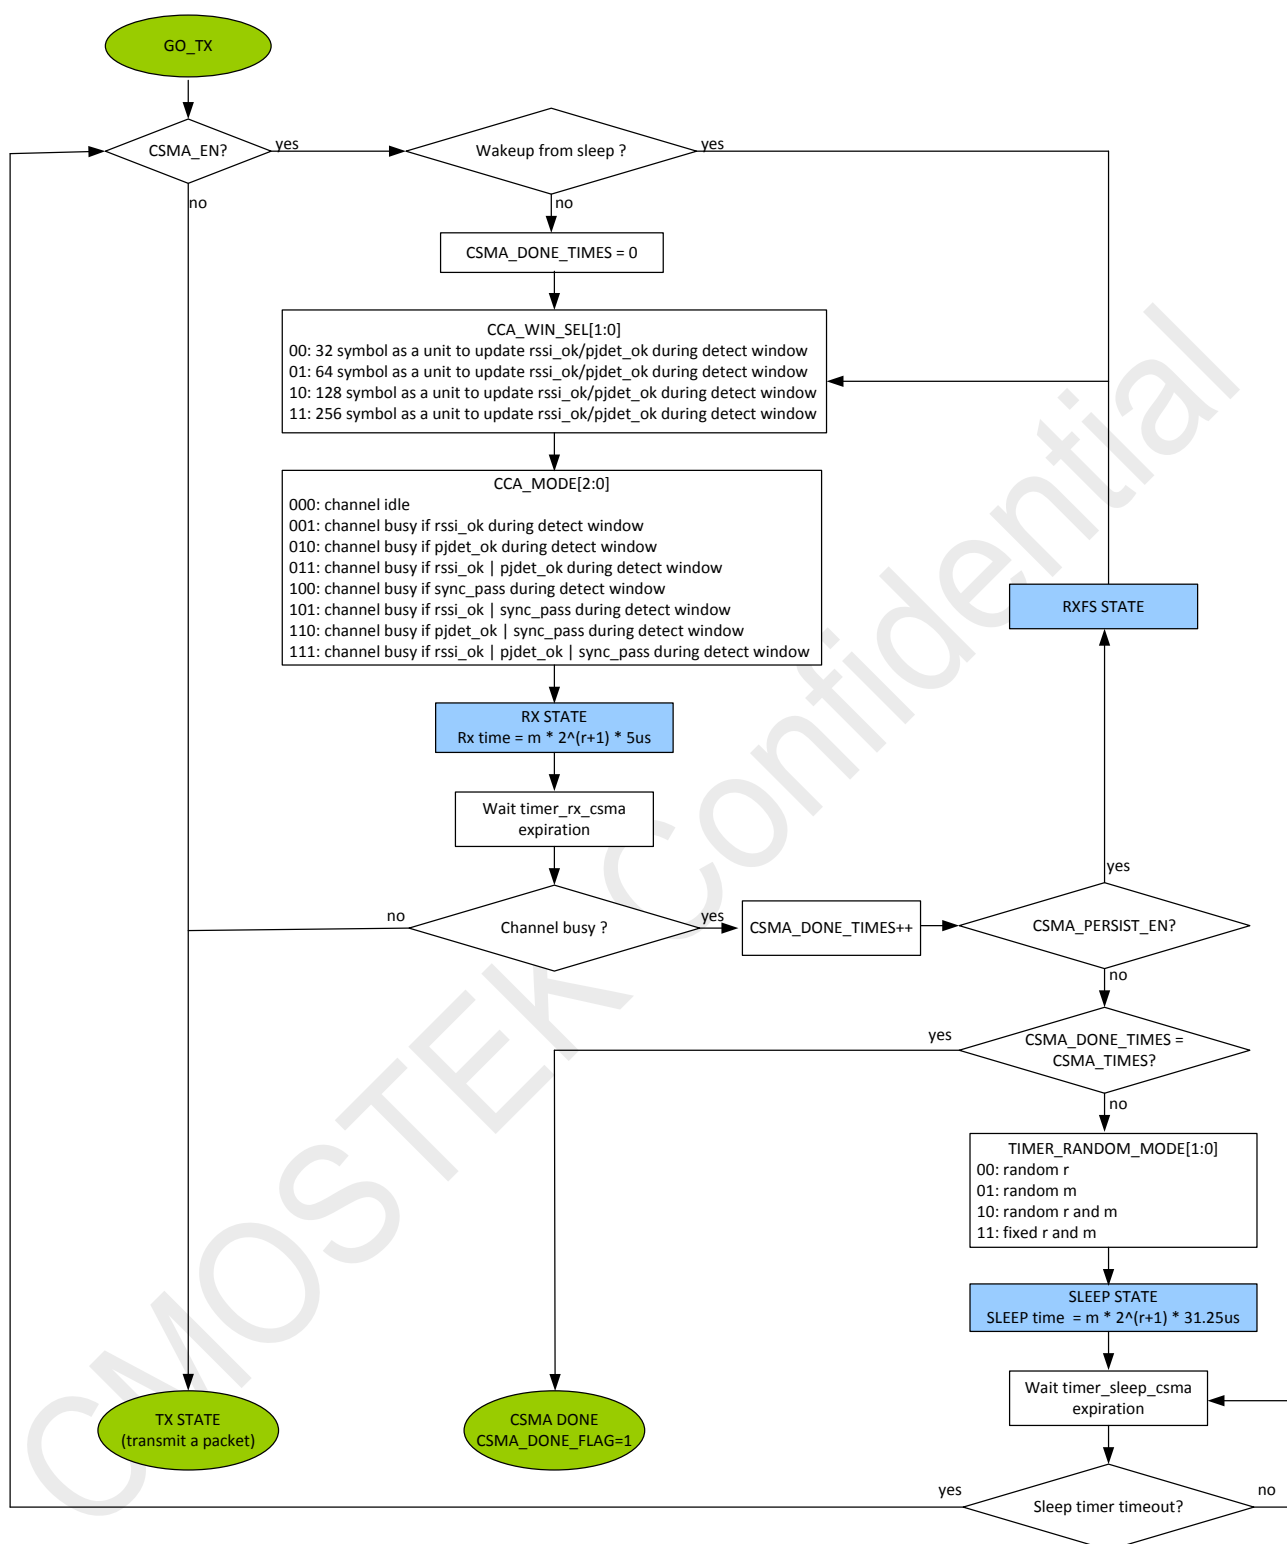 GO_TX
CSMA_EN?
yes
Wakeup from sleep ?
yes
no
no
CSMA_DONE_TIMES = 0
CCA_WIN_SEL[1:0]
00: 32 symbol as a unit to update rssi_ok/pjdet_ok during detect window
01: 64 symbol as a unit to update rssi_ok/pjdet_ok during detect window
10: 128 symbol as a unit to update rssi_ok/pjdet_ok during detect window
11: 256 symbol as a unit to update rssi_ok/pjdet_ok during detect window
CCA_MODE[2:0]
000: channel idle
001: channel busy if rssi_ok during detect window
010: channel busy if pjdet_ok during detect window
011: channel busy if rssi_ok | pjdet_ok during detect window
100: channel busy if sync_pass during detect window
101: channel busy if rssi_ok | sync_pass during detect window
110: channel busy if pjdet_ok | sync_pass during detect window
111: channel busy if rssi_ok | pjdet_ok | sync_pass during detect window
RXFS STATE
RX STATE
Rx time = m * 2^(r+1) * 5us
Wait timer_rx_csma
expiration
yes
no
Channel busy ?
yes
CSMA_DONE_TIMES++
CSMA_PERSIST_EN?
no
yes
CSMA_DONE_TIMES =
CSMA_TIMES?
no
TIMER_RANDOM_MODE[1:0]
00: random r
01: random m
10: random r and m
11: fixed r and m
SLEEP STATE
SLEEP time  = m * 2^(r+1) * 31.25us
Wait timer_sleep_csma
expiration
TX STATE
(transmit a packet)
CSMA DONE
CSMA_DONE_FLAG=1
yes
Sleep timer timeout?
no
CMOSTEK Confidential